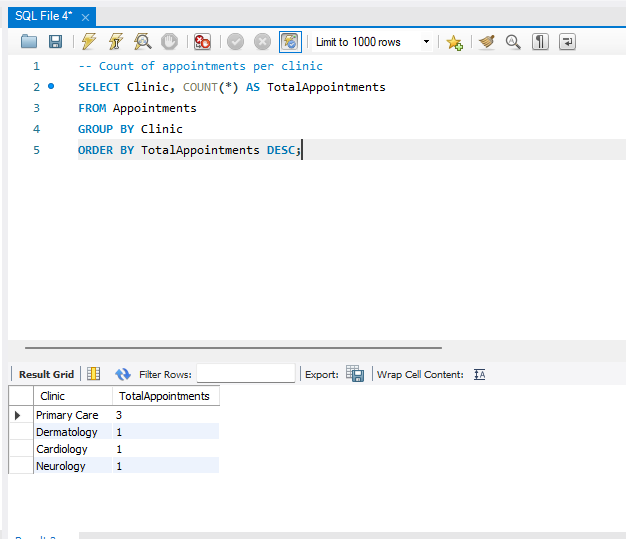 SQL File 4*
Limit to 1000 rows
1 -- Count of appointments per clinic
2 SELECT Clinic, COUNT(*) AS TotalAppointments
3 FROM Appointments
4 GROUP BY Clinic
5 ORDER BY TotalAppointments DESC;
Result Grid Filter Rows: Export: Wrap Cell Content:
Clinic TotalAppointments
Primary Care 3
Dermatology 1
Cardiology 1
Neurology 1